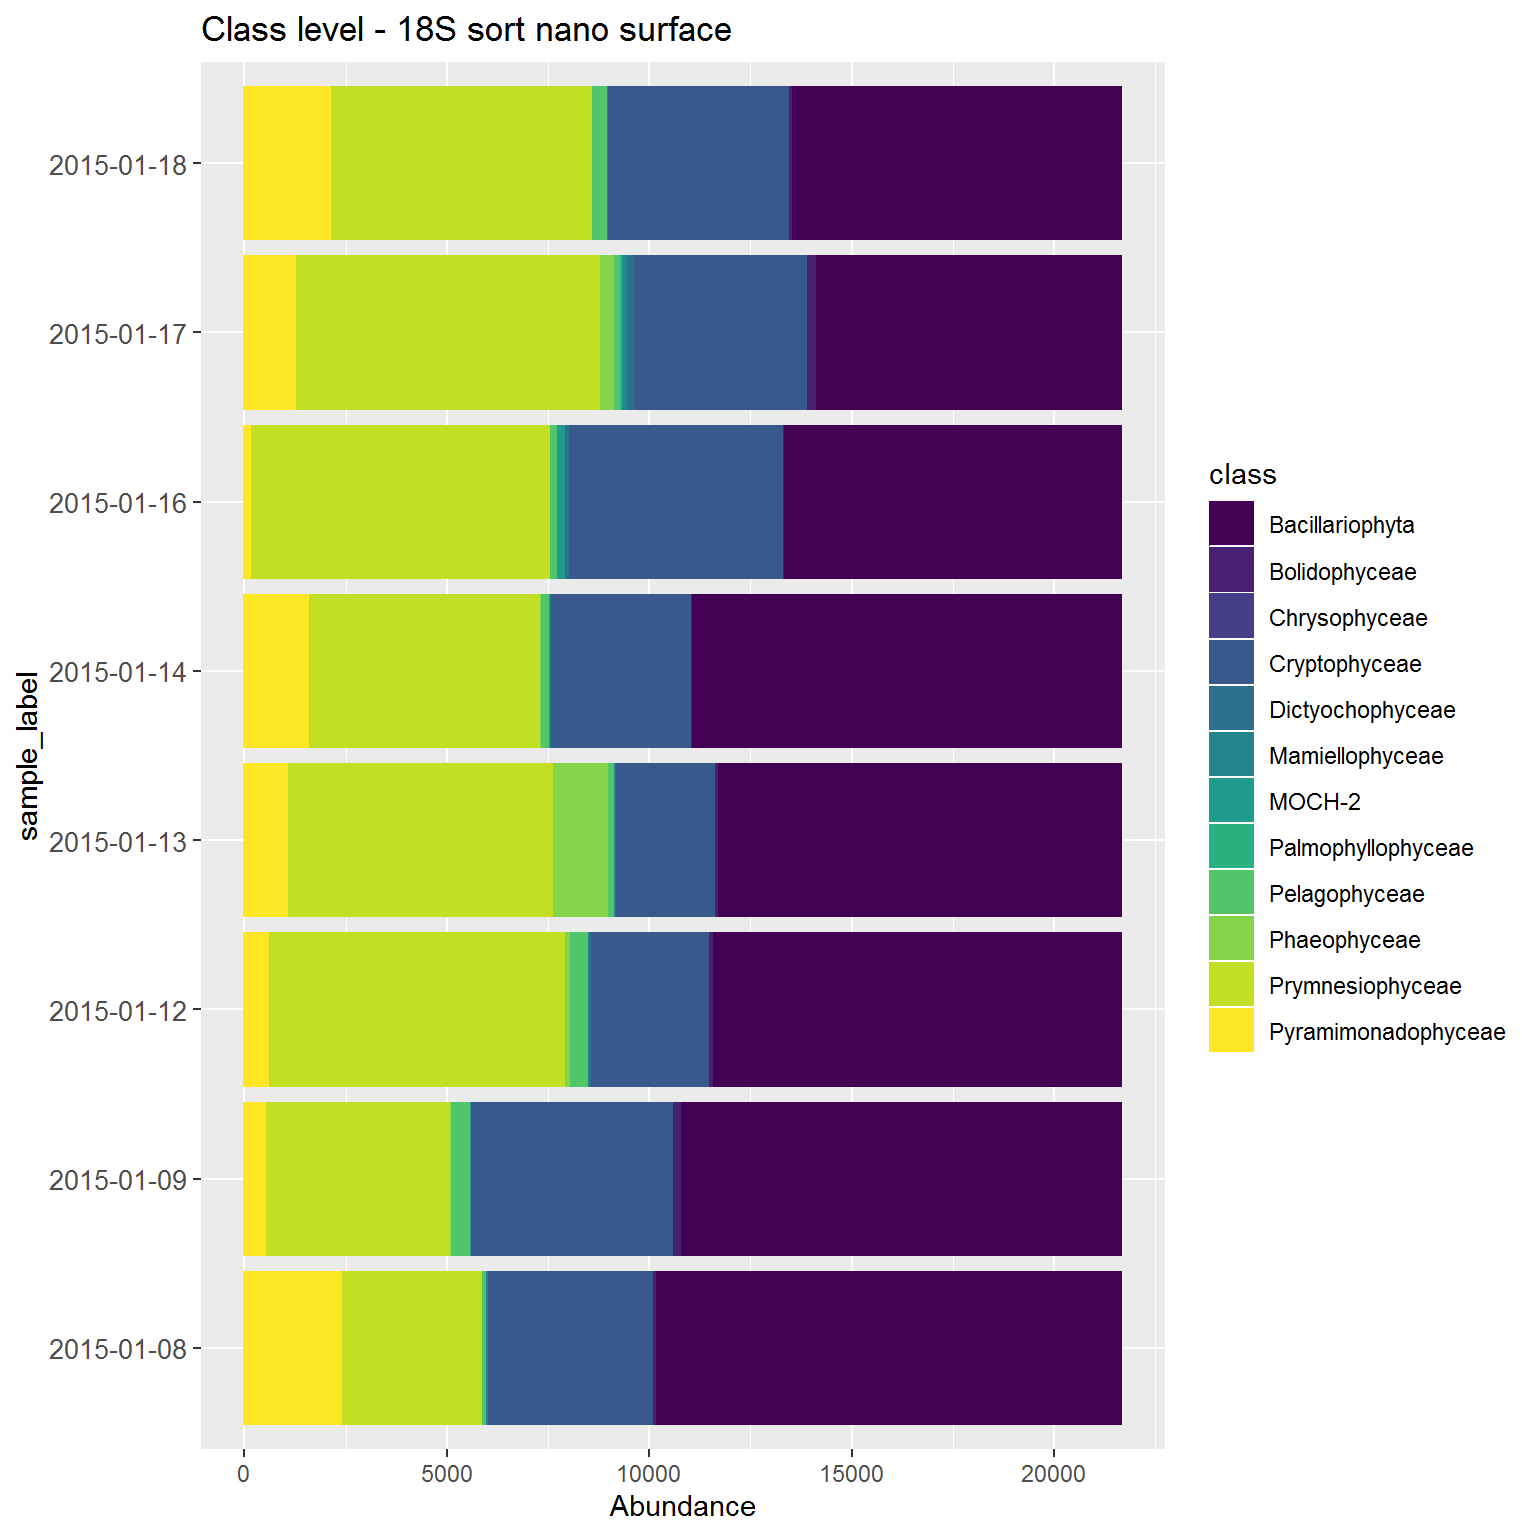 Class level - 18S sort nano surface
sample_label
2015-01-18
2015-01-17
2015-01-16
2015-01-14
2015-01-13
2015-01-12
2015-01-09
2015-01-08
0 5000 10000 15000 20000
Abundance
class
Bacillariophyta
Bolidophyceae
Chrysophyceae
Cryptophyceae
Dictyochophyceae
Mamiellophyceae
MOCH-2
Palmophyllophyceae
Pelagophyceae
Phaeophyceae
Prymnesiophyceae
Pyramimonadophyceae